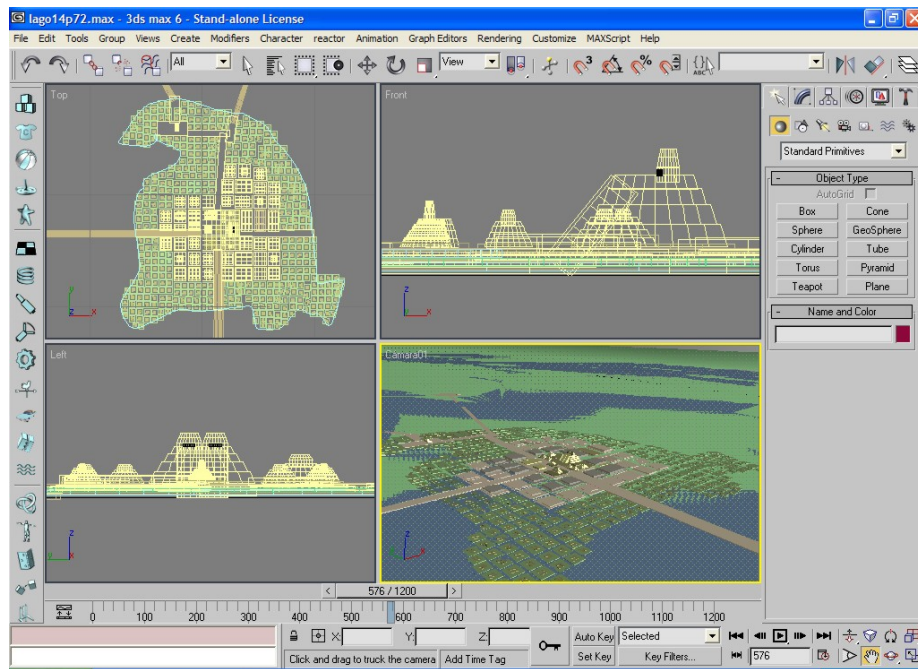 lago14p72.max - 3ds max 6 - Stand-alone License
File Edit Tools Group Views Create Modifiers Character reactor Animation Graph Editors Rendering Customize MAXScript Help
All View 3 % ABC
Top
Front
Left
Camara01
Standard Primitives
- Object Type
AutoGrid
Box Cone
Sphere GeoSphere
Cylinder Tube
Torus Pyramid
Teapot Plane
- Name and Color
y z x
z x
z y x
z x
< 576 / 1200 >
0 100 200 300 400 500 600 700 800 900 1000 1100 1200
X: Y: Z: Auto Key Selected
576
Click and drag to truck the camera Add Time Tag Set Key Key Filters...